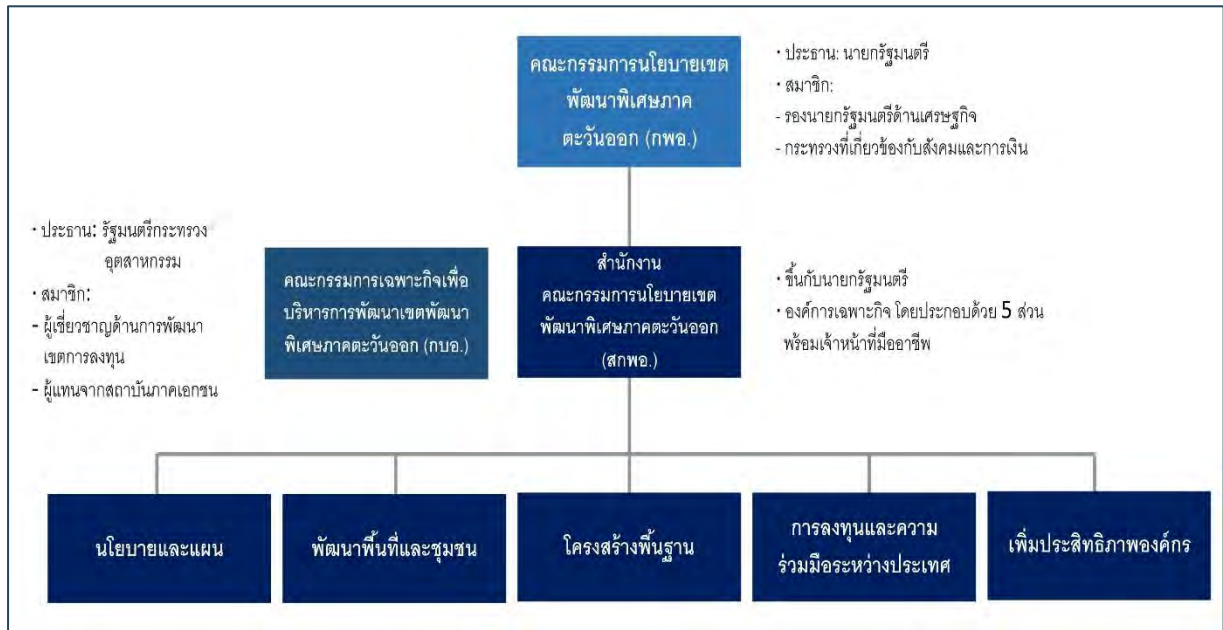 คณะกรรมการนโยบายเขต
พัฒนาพิเศษภาค
ตะวันออก (กพอ.)
· ประธาน: นายกรัฐมนตรี
· สมาชิก:
- รองนายกรัฐมนตรีด้านเศรษฐกิจ
- กระทรวงที่เกี่ยวข้องกับสังคมและการเงิน
· ประธาน: รัฐมนตรีกระทรวง
อุตสาหกรรม
· สมาชิก:
- ผู้เชี่ยวชาญด้านการพัฒนา
เขตการลงทุน
- ผู้แทนจากสถาบันภาคเอกชน
คณะกรรมการเฉพาะกิจเพื่อ
บริหารการพัฒนาเขตพัฒนา
พิเศษภาคตะวันออก (กบอ.)
สำนักงาน
คณะกรรมการนโยบายเขต
พัฒนาพิเศษภาคตะวันออก
(สกพอ.)
· ขึ้นกับนายกรัฐมนตรี
· องค์การเฉพาะกิจ โดยประกอบด้วย 5 ส่วน
พร้อมเจ้าหน้าที่มืออาชีพ
นโยบายและแผน
พัฒนาพื้นที่และชุมชน
โครงสร้างพื้นฐาน
การลงทุนและความ
ร่วมมือระหว่างประเทศ
เพิ่มประสิทธิภาพองค์กร